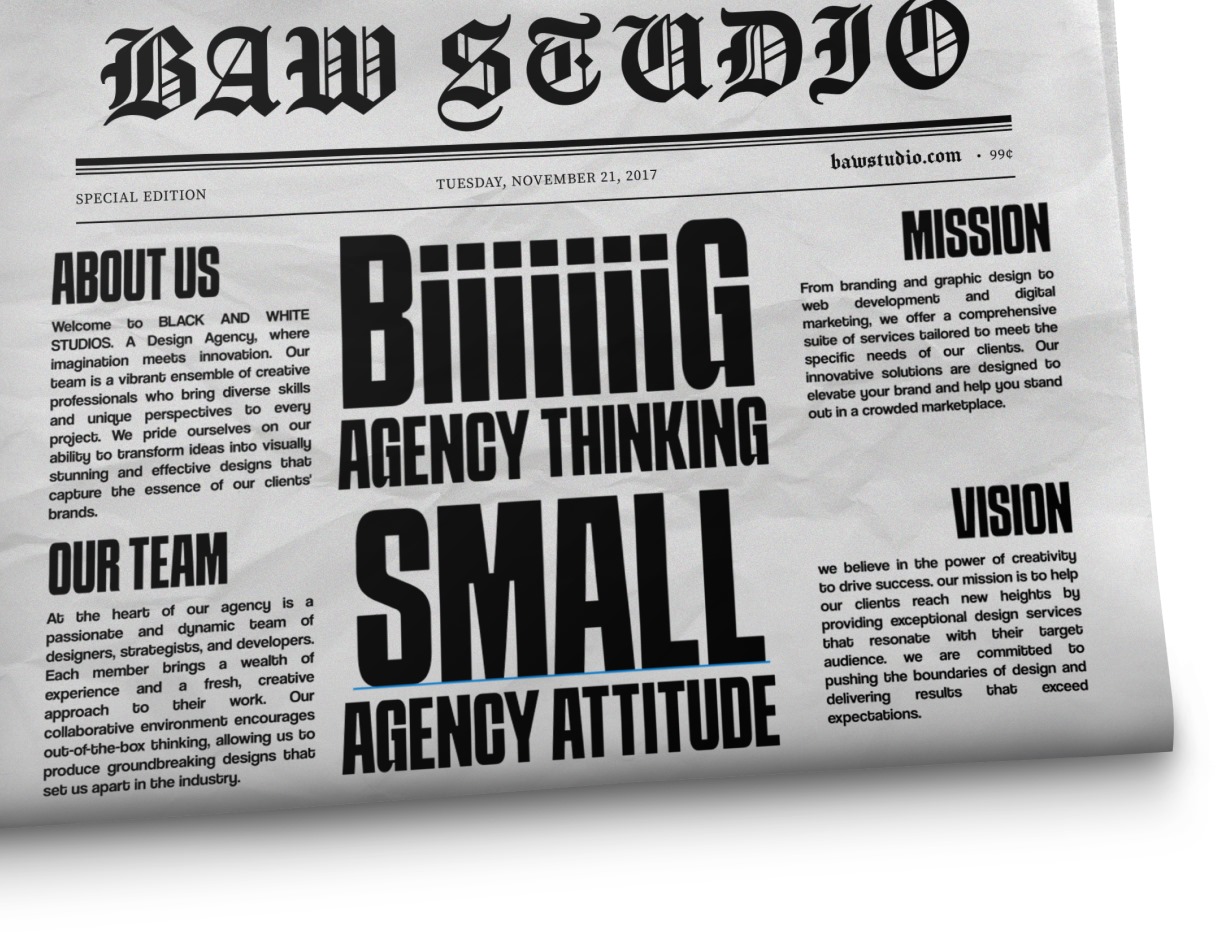 BAW STUDIO
SPECIAL EDITION
TUESDAY, NOVEMBER 21, 2017
bawstudio.com • 99¢
ABOUT US
Welcome to BLACK AND WHITE
STUDIOS. A Design Agency, where
imagination meets innovation. Our
team is a vibrant ensemble of creative
professionals who bring diverse skills
and unique perspectives to every
project. We pride ourselves on our
ability to transform ideas into visually
stunning and effective designs that
capture the essence of our clients'
brands.
OUR TEAM
At the heart of our agency is a
passionate and dynamic team of
designers, strategists, and developers.
Each member brings a wealth of
experience and a fresh, creative
approach to their work. Our
collaborative environment encourages
out-of-the-box thinking, allowing us to
produce groundbreaking designs that
set us apart in the industry.
BiiiiiiiG
AGENCY THINKING
SMALL
AGENCY ATTITUDE
MISSION
From branding and graphic design to
web development and digital
marketing, we offer a comprehensive
suite of services tailored to meet the
specific needs of our clients. Our
innovative solutions are designed to
elevate your brand and help you stand
out in a crowded marketplace.
VISION
we believe in the power of creativity
to drive success. our mission is to help
our clients reach new heights by
providing exceptional design services
that resonate with their target
audience. we are committed to
pushing the boundaries of design and
delivering results that exceed
expectations.